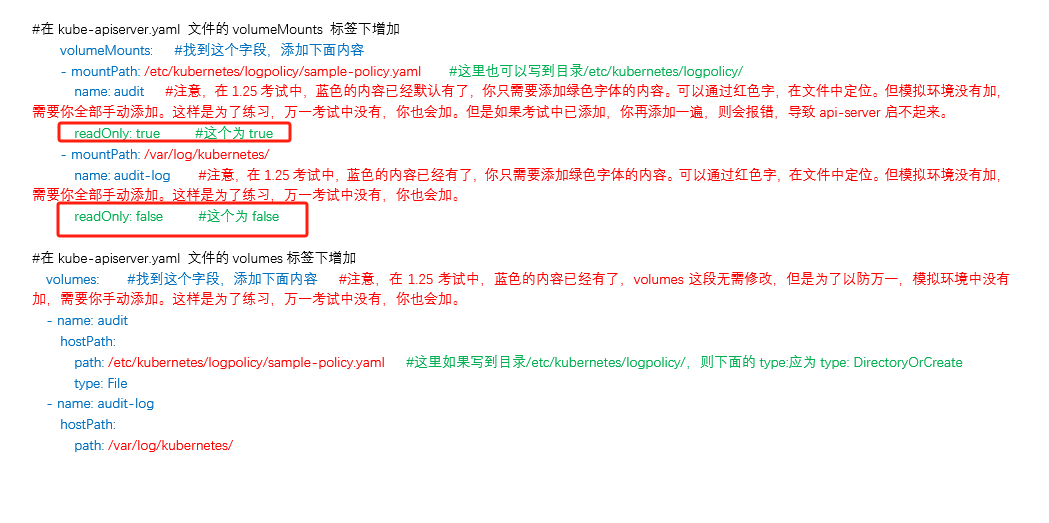 #在 kube-apiserver.yaml 文件的 volumeMounts 标签下增加
volumeMounts: #找到这个字段，添加下面内容
- mountPath: /etc/kubernetes/logpolicy/sample-policy.yaml #这里也可以写到目录/etc/kubernetes/logpolicy/
name: audit #注意，在 1.25 考试中，蓝色的内容已经默认有了，你只需要添加绿色字体的内容。可以通过红色字，在文件中定位。但模拟环境没有加，
需要你全部手动添加。这样是为了练习，万一考试中没有，你也会加。但是如果考试中已添加，你再添加一遍，则会报错，导致 api-server 启不起来。
readOnly: true #这个为 true
- mountPath: /var/log/kubernetes/
name: audit-log #注意，在 1.25 考试中，蓝色的内容已经有了，你只需要添加绿色字体的内容。可以通过红色字，在文件中定位。但模拟环境没有加，
需要你全部手动添加。这样是为了练习，万一考试中没有，你也会加。
readOnly: false #这个为 false
#在 kube-apiserver.yaml 文件的 volumes 标签下增加
volumes: #找到这个字段，添加下面内容 #注意，在 1.25 考试中，蓝色的内容已经有了，volumes 这段无需修改，但是为了以防万一，模拟环境中没有
加，需要你手动添加。这样是为了练习，万一考试中没有，你也会加。
- name: audit
hostPath:
path: /etc/kubernetes/logpolicy/sample-policy.yaml #这里如果写到目录/etc/kubernetes/logpolicy/，则下面的 type:应为 type: DirectoryOrCreate
type: File
- name: audit-log
hostPath:
path: /var/log/kubernetes/